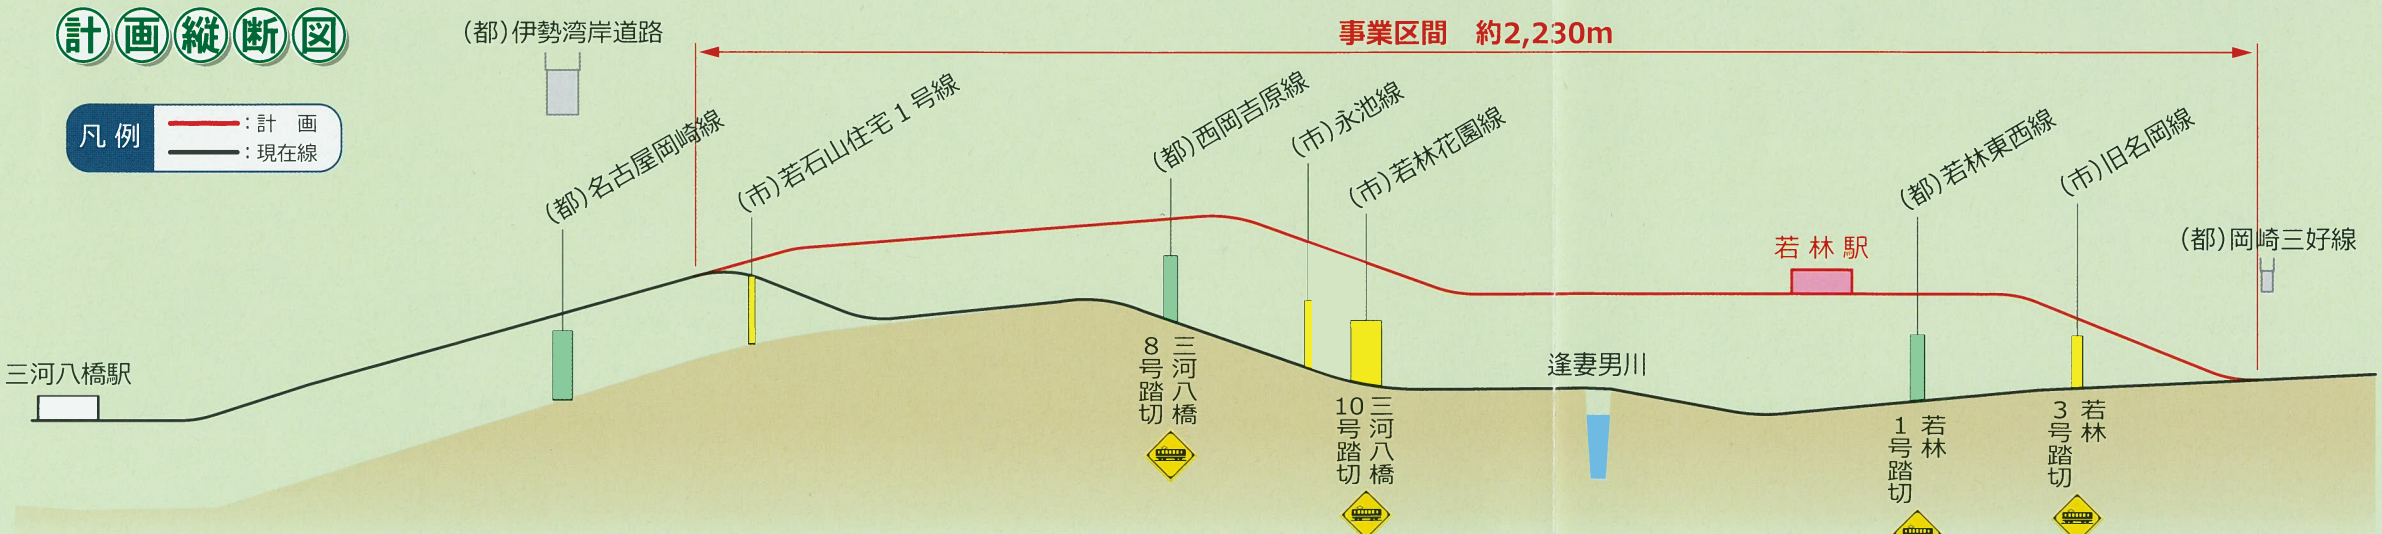 計画縦断図
凡例
:計 画
:現在線
(都)伊勢湾岸道路
事業区間 約2,230m
(都)名古屋岡崎線
(市)若石山住宅1号線
(都)西岡吉原線
(市)永池線
(市)若林花園線
(都)若林東西線
(市)旧名岡線
(都)岡崎三好線
若林駅
三河八橋駅
逢妻男川
三河八橋
8号踏切
三河八橋
10号踏切
若林
1号踏切
若林
3号踏切